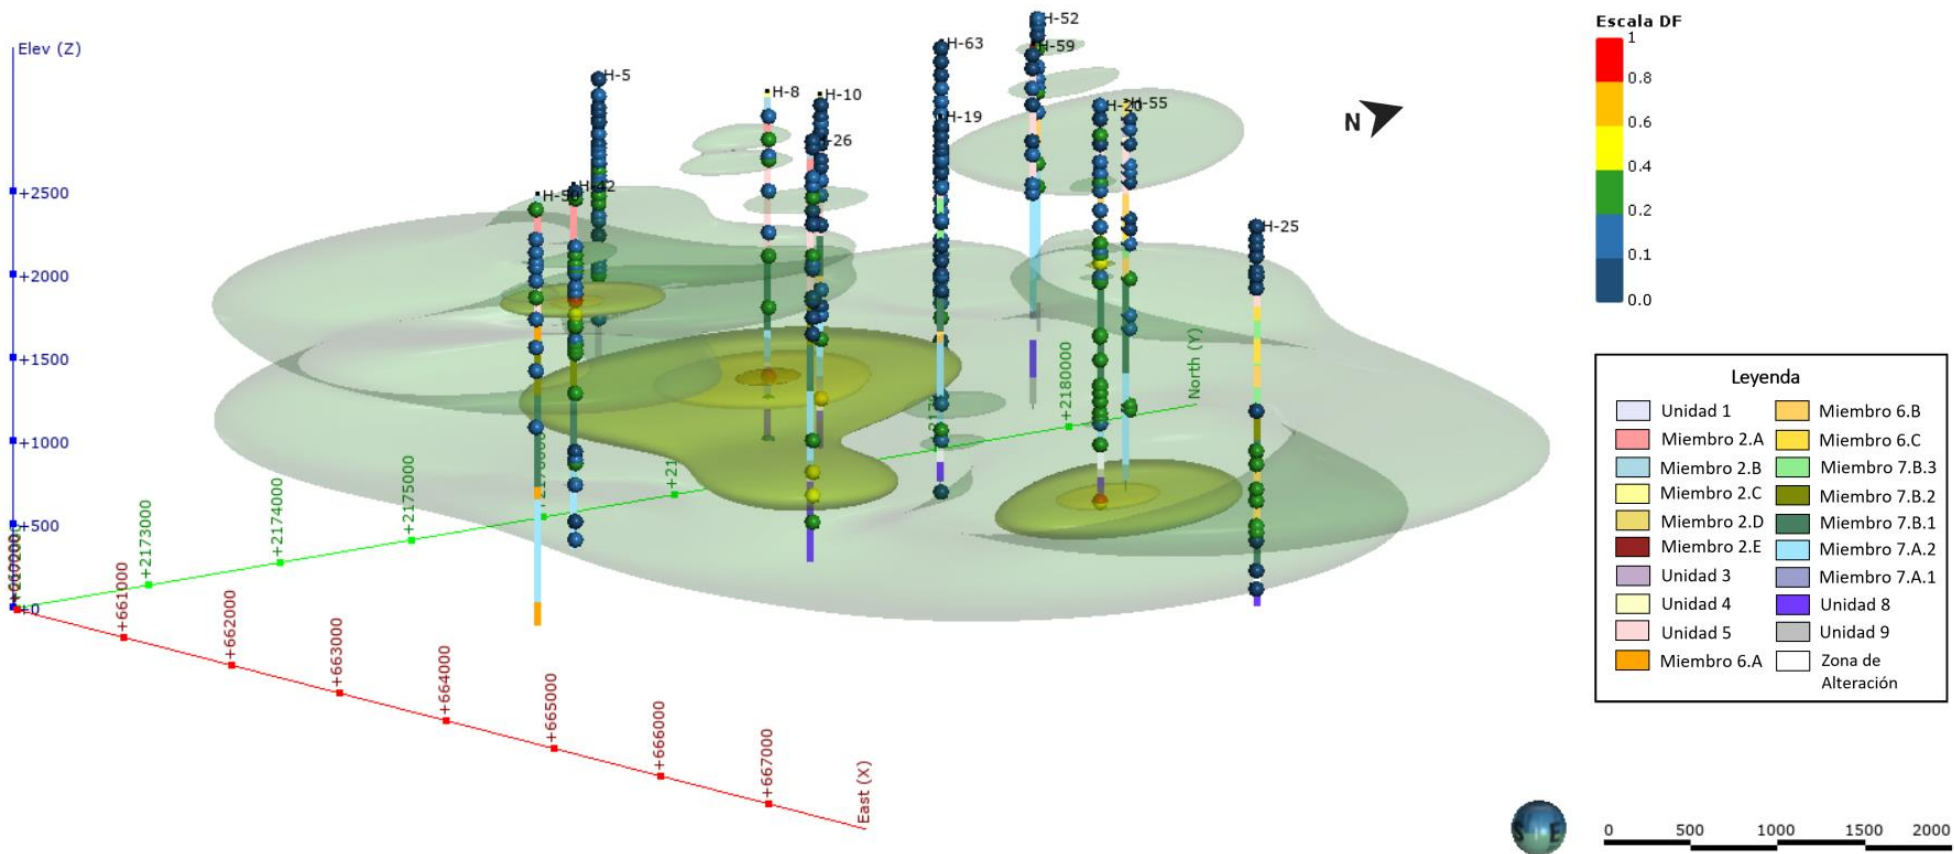 H-52
H-63
H-59
H-5
H-8
H-10
H-20
H-55
H-19
26
H-42
H-25
N
Elev (Z)
+2500
+2000
+1500
+1000
+500
+0
+2173000
+2174000
+2175000
+2180000
North (Y)
+661000
+662000
+663000
+664000
+665000
+666000
+667000
East (X)
Escala DF
1
0.8
0.6
0.4
0.2
0.1
0.0
Leyenda
Unidad 1
Miembro 2.A
Miembro 2.B
Miembro 2.C
Miembro 2.D
Miembro 2.E
Unidad 3
Unidad 4
Unidad 5
Miembro 6.A
Miembro 6.B
Miembro 6.C
Miembro 7.B.3
Miembro 7.B.2
Miembro 7.B.1
Miembro 7.A.2
Miembro 7.A.1
Unidad 8
Unidad 9
Zona de
Alteración
S E
0 500 1000 1500 2000